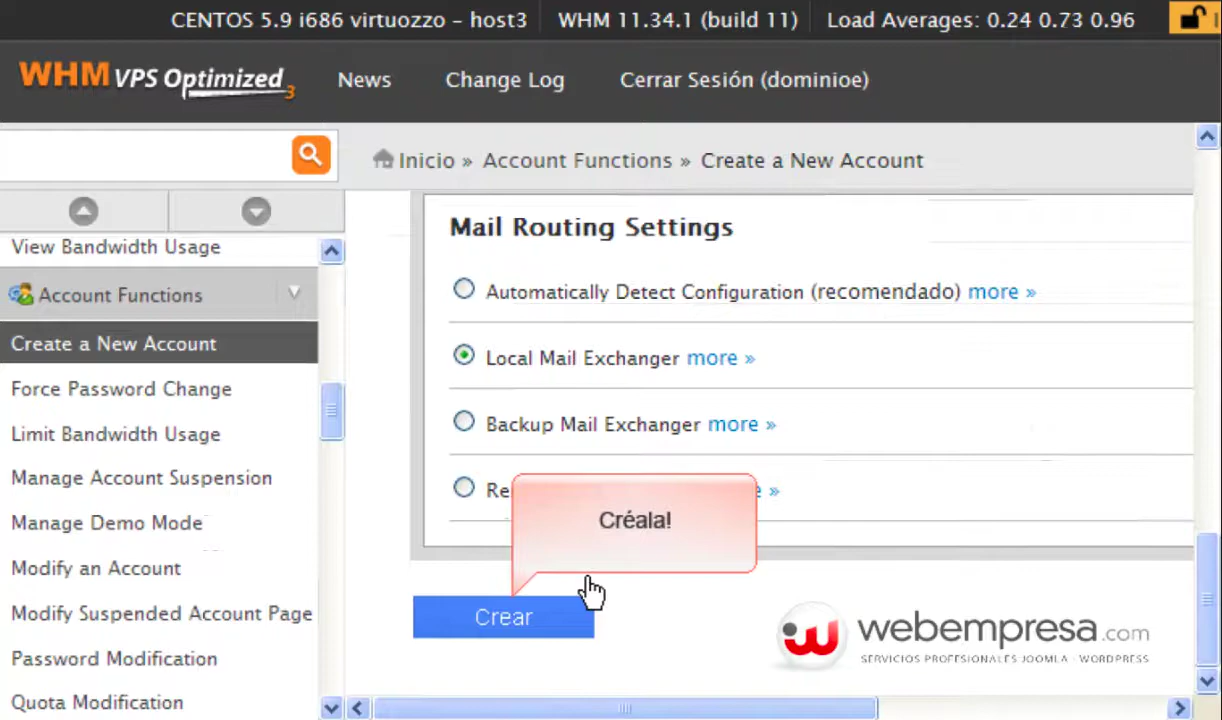 CENTOS 5.9 i686 virtuozzo – host3
WHM 11.34.1 (build 11)
Load Averages: 0.24 0.73 0.96
WHM VPS Optimized 3
News
Change Log
Cerrar Sesión (dominioe)
Inicio » Account Functions » Create a New Account
View Bandwidth Usage
Account Functions
Create a New Account
Force Password Change
Limit Bandwidth Usage
Manage Account Suspension
Manage Demo Mode
Modify an Account
Modify Suspended Account Page
Password Modification
Quota Modification
Mail Routing Settings
Automatically Detect Configuration (recomendado) more »
Local Mail Exchanger more »
Backup Mail Exchanger more »
Créala!
Crear
webempresa.com
SERVICIOS PROFESIONALES JOOMLA · WORDPRESS